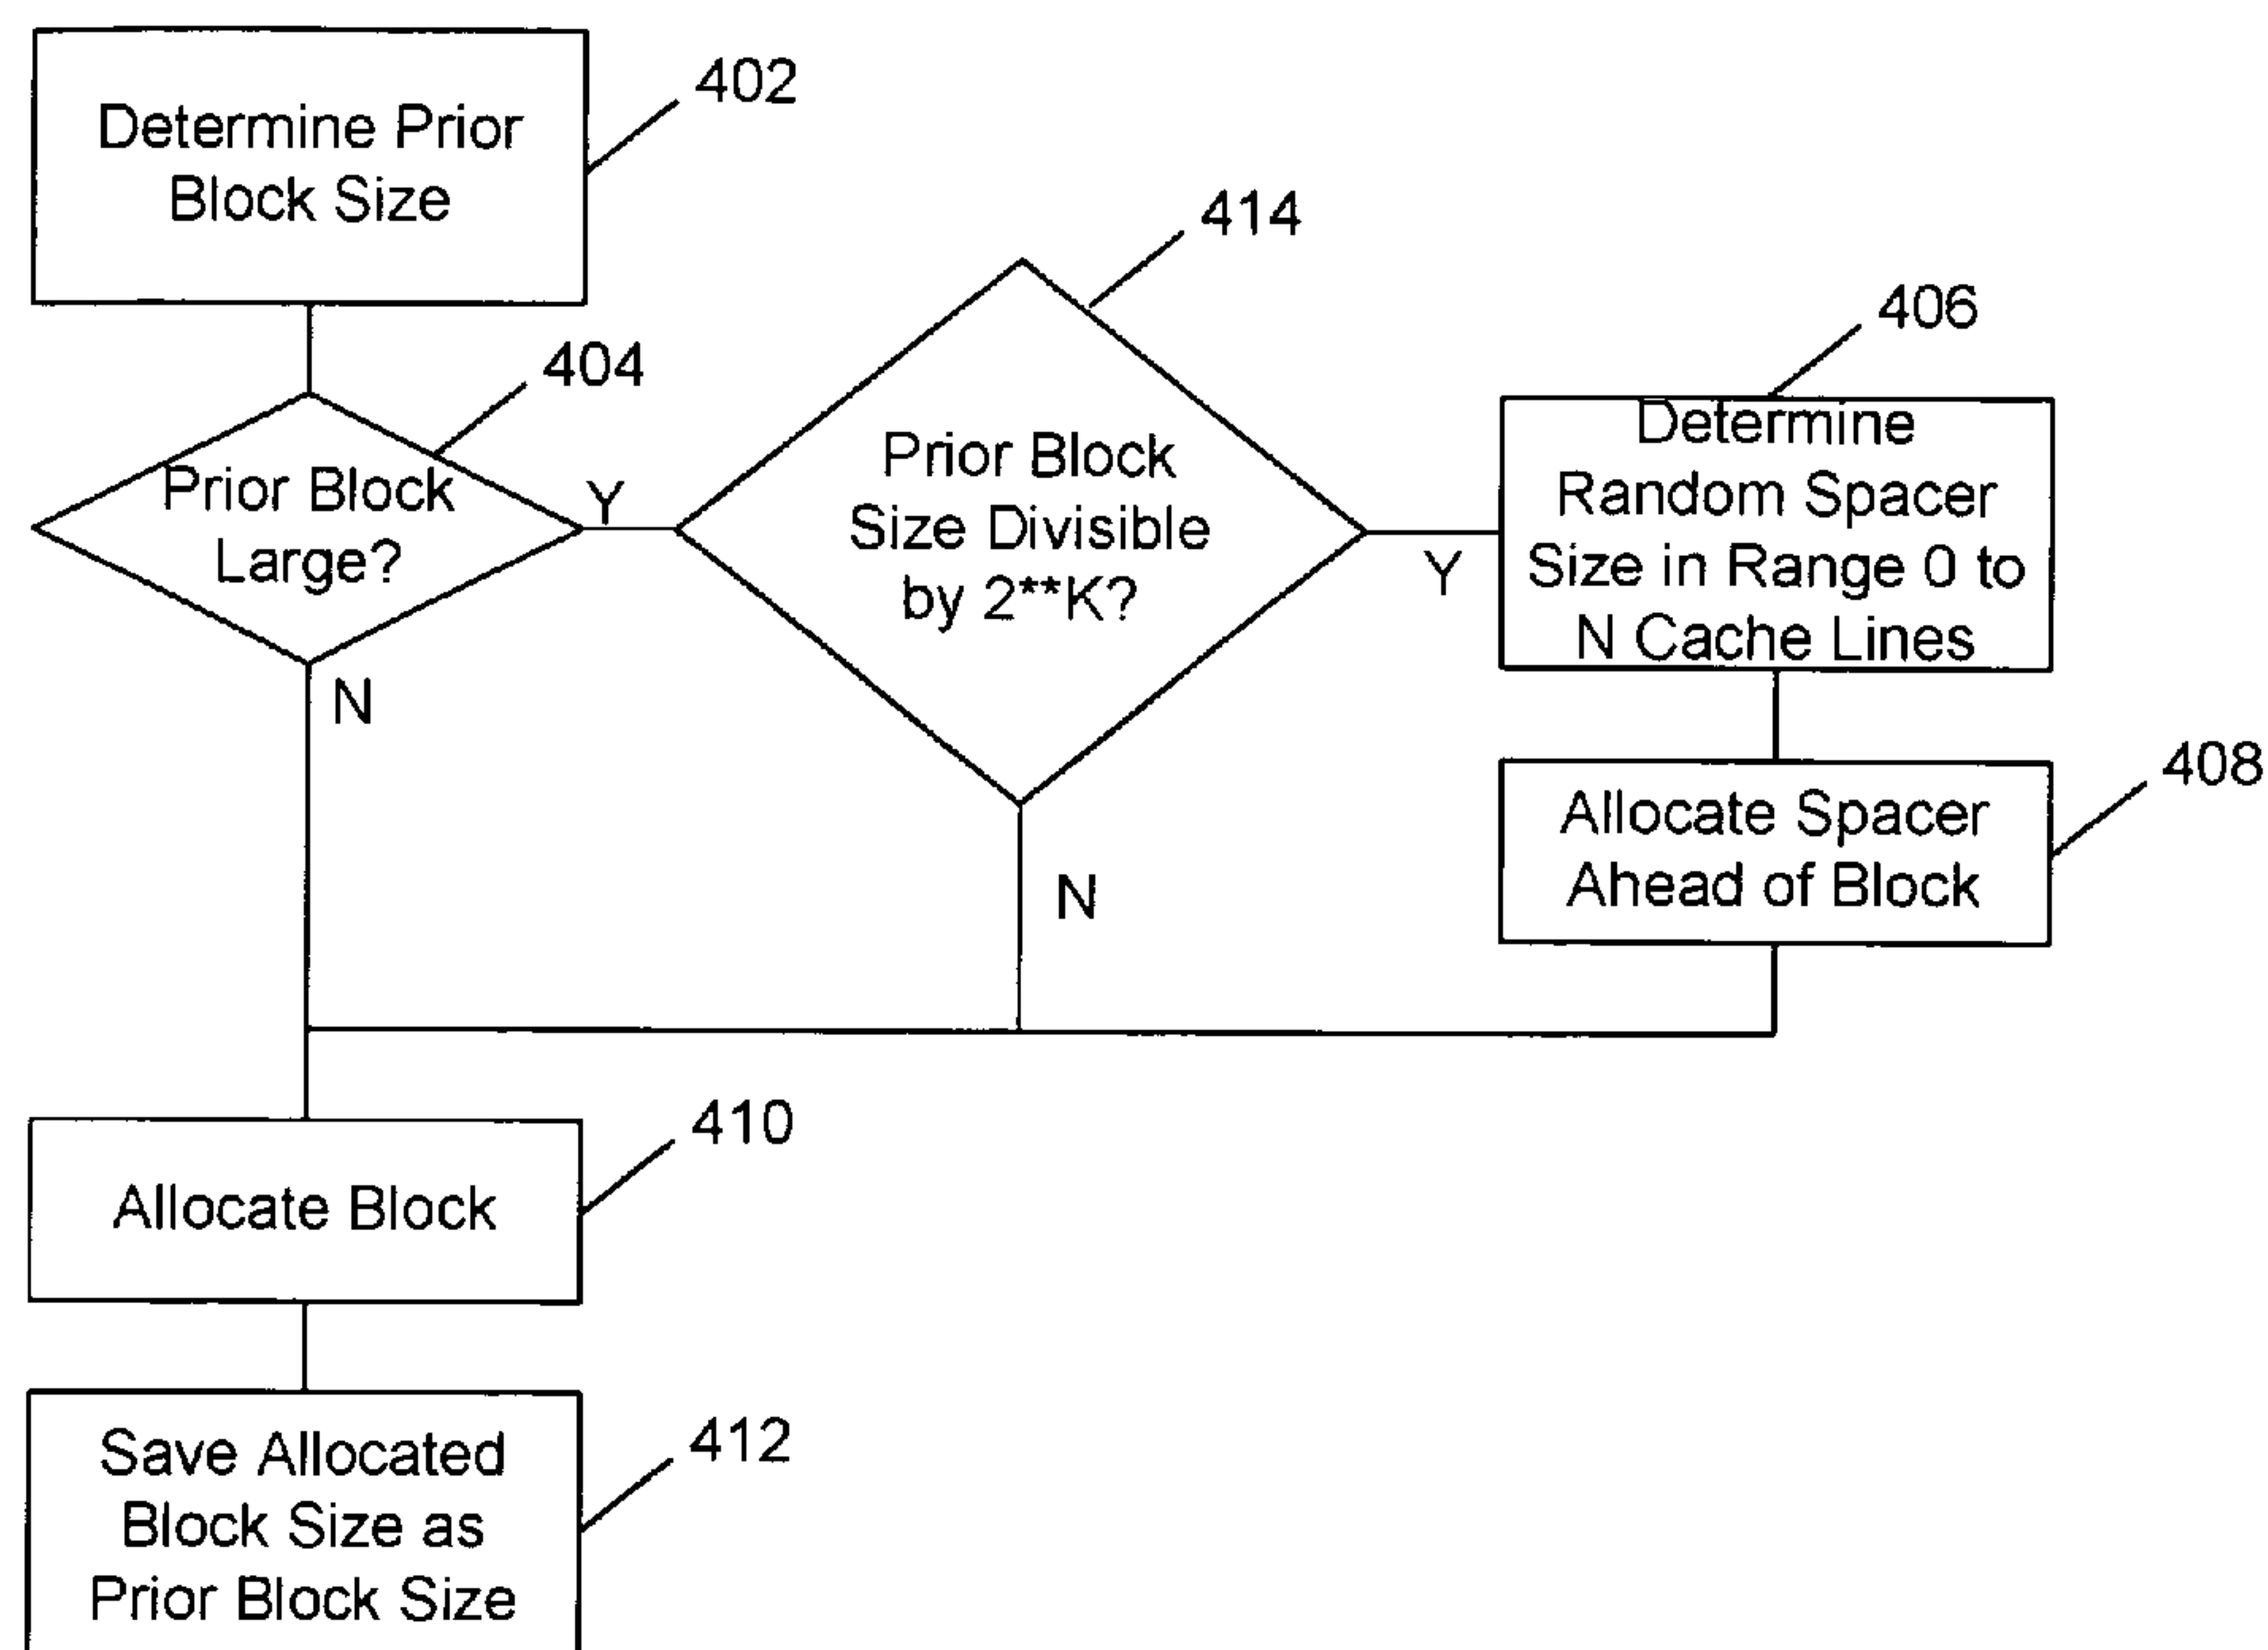 Determine Prior
Block Size
402
404
Prior Block
Large?
Y
N
414
Prior Block
Size Divisible
by 2**K?
Y
N
406
Determine
Random Spacer
Size in Range 0 to
N Cache Lines
408
Allocate Spacer
Ahead of Block
410
Allocate Block
412
Save Allocated
Block Size as
Prior Block Size